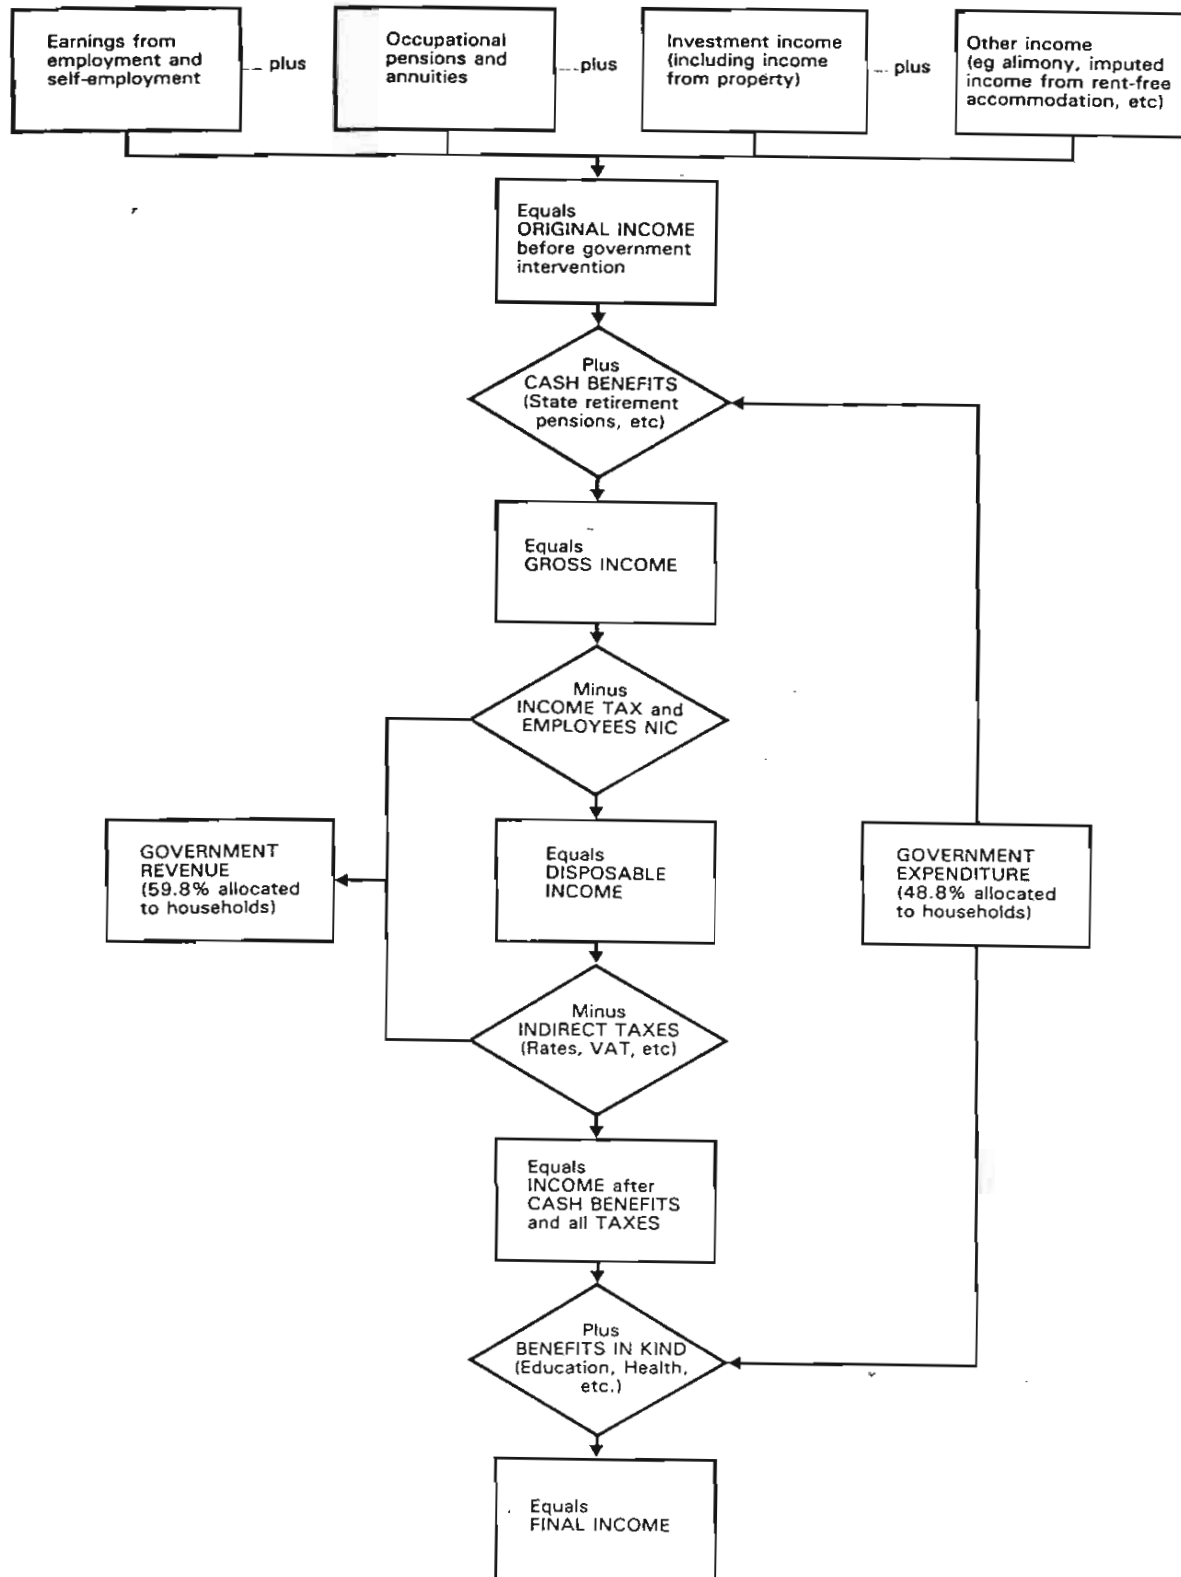 Earnings from
employment and
self-employment
plus
Occupational
pensions and
annuities
plus
Investment income
(including income
from property)
plus
Other income
(eg alimony, imputed
income from rent-free
accommodation, etc)
Equals
ORIGINAL INCOME
before government
intervention
Plus
CASH BENEFITS
(State retirement
pensions, etc)
Equals
GROSS INCOME
Minus
INCOME TAX and
EMPLOYEES NIC
GOVERNMENT
REVENUE
(59.8% allocated
to households)
Equals
DISPOSABLE
INCOME
GOVERNMENT
EXPENDITURE
(48.8% allocated
to households)
Minus
INDIRECT TAXES
(Rates, VAT, etc)
Equals
INCOME after
CASH BENEFITS
and all TAXES
Plus
BENEFITS IN KIND
(Education, Health,
etc.)
Equals
FINAL INCOME